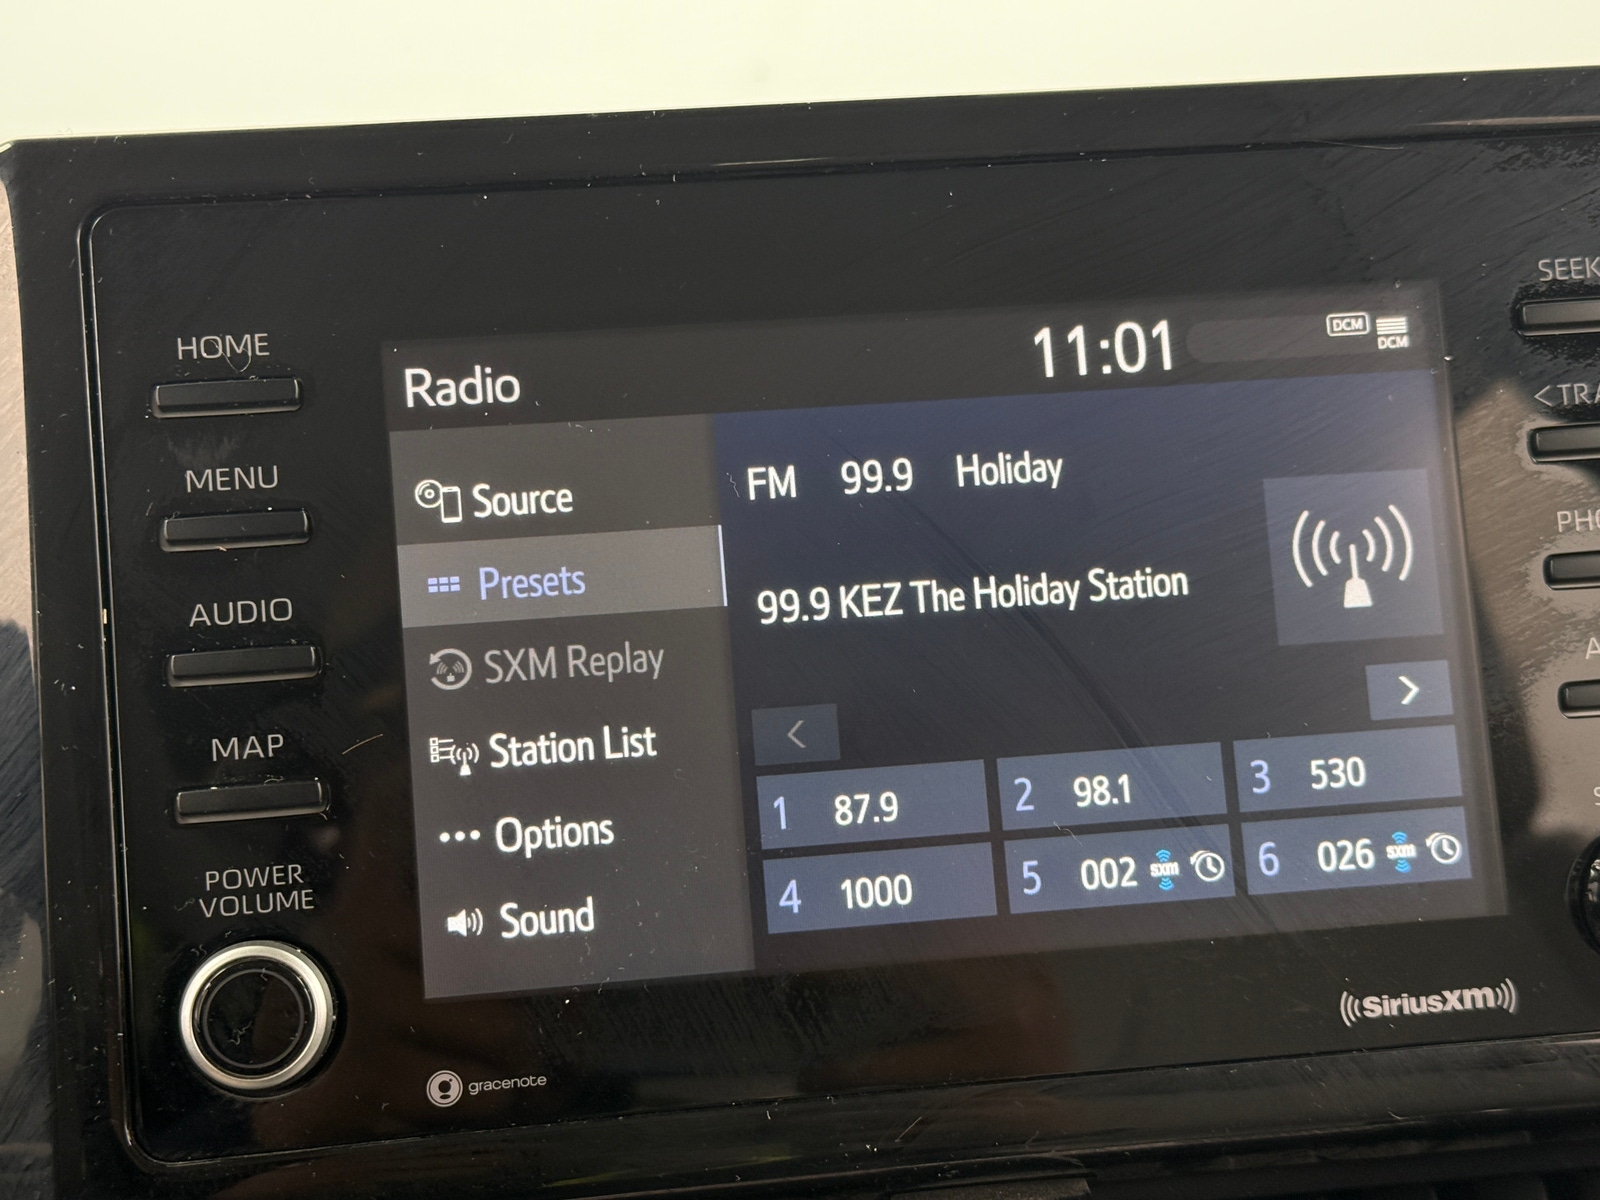 HOME
MENU
AUDIO
MAP
POWER
VOLUME
Radio
11:01
DCM
DCM
Source
Presets
SXM Replay
Station List
Options
Sound
FM 99.9 Holiday
99.9 KEZ The Holiday Station
<
>
1 87.9
2 98.1
3 530
4 1000
5 002 sxm
6 026 sxm
SEEK
<TRA
PHO
A
S
gracenote
SiriusXM